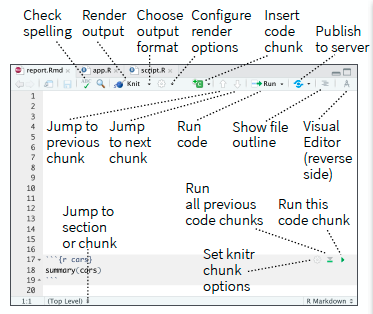 Check spelling
Render output
Choose output format
Configure render options
Insert code chunk
Publish to server
report.Rmd
app.R
script.R
Knit
Run
1
2
3
4
5
6
7
8
9
10
11
12
13
14
15
16
Jump to previous chunk
Jump to next chunk
Run code
Show file outline
Visual Editor (reverse side)
Run all previous code chunks
Run this code chunk
Jump to section or chunk
Set knitr chunk options
17 ```{r cars}
18 summary(cars)
19 ```
20
1:1 (Top Level) R Markdown